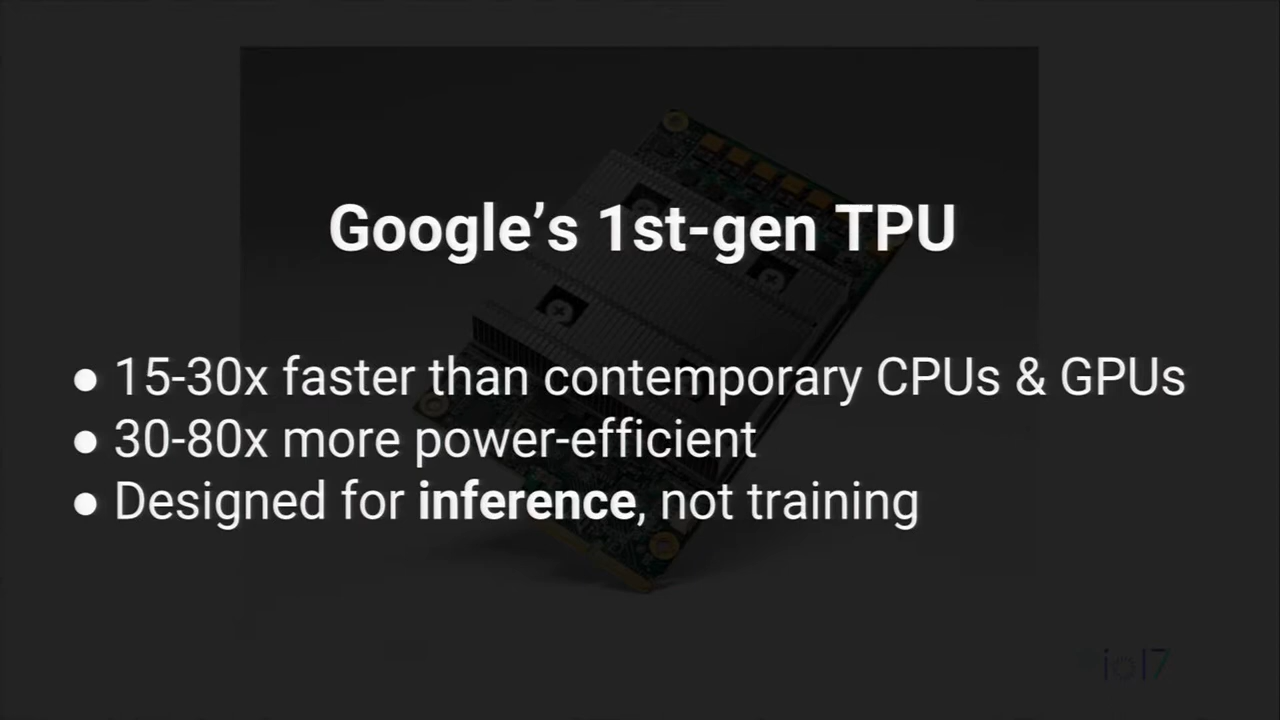 Google’s 1st-gen TPU
● 15-30x faster than contemporary CPUs & GPUs
● 30-80x more power-efficient
● Designed for inference, not training
io17